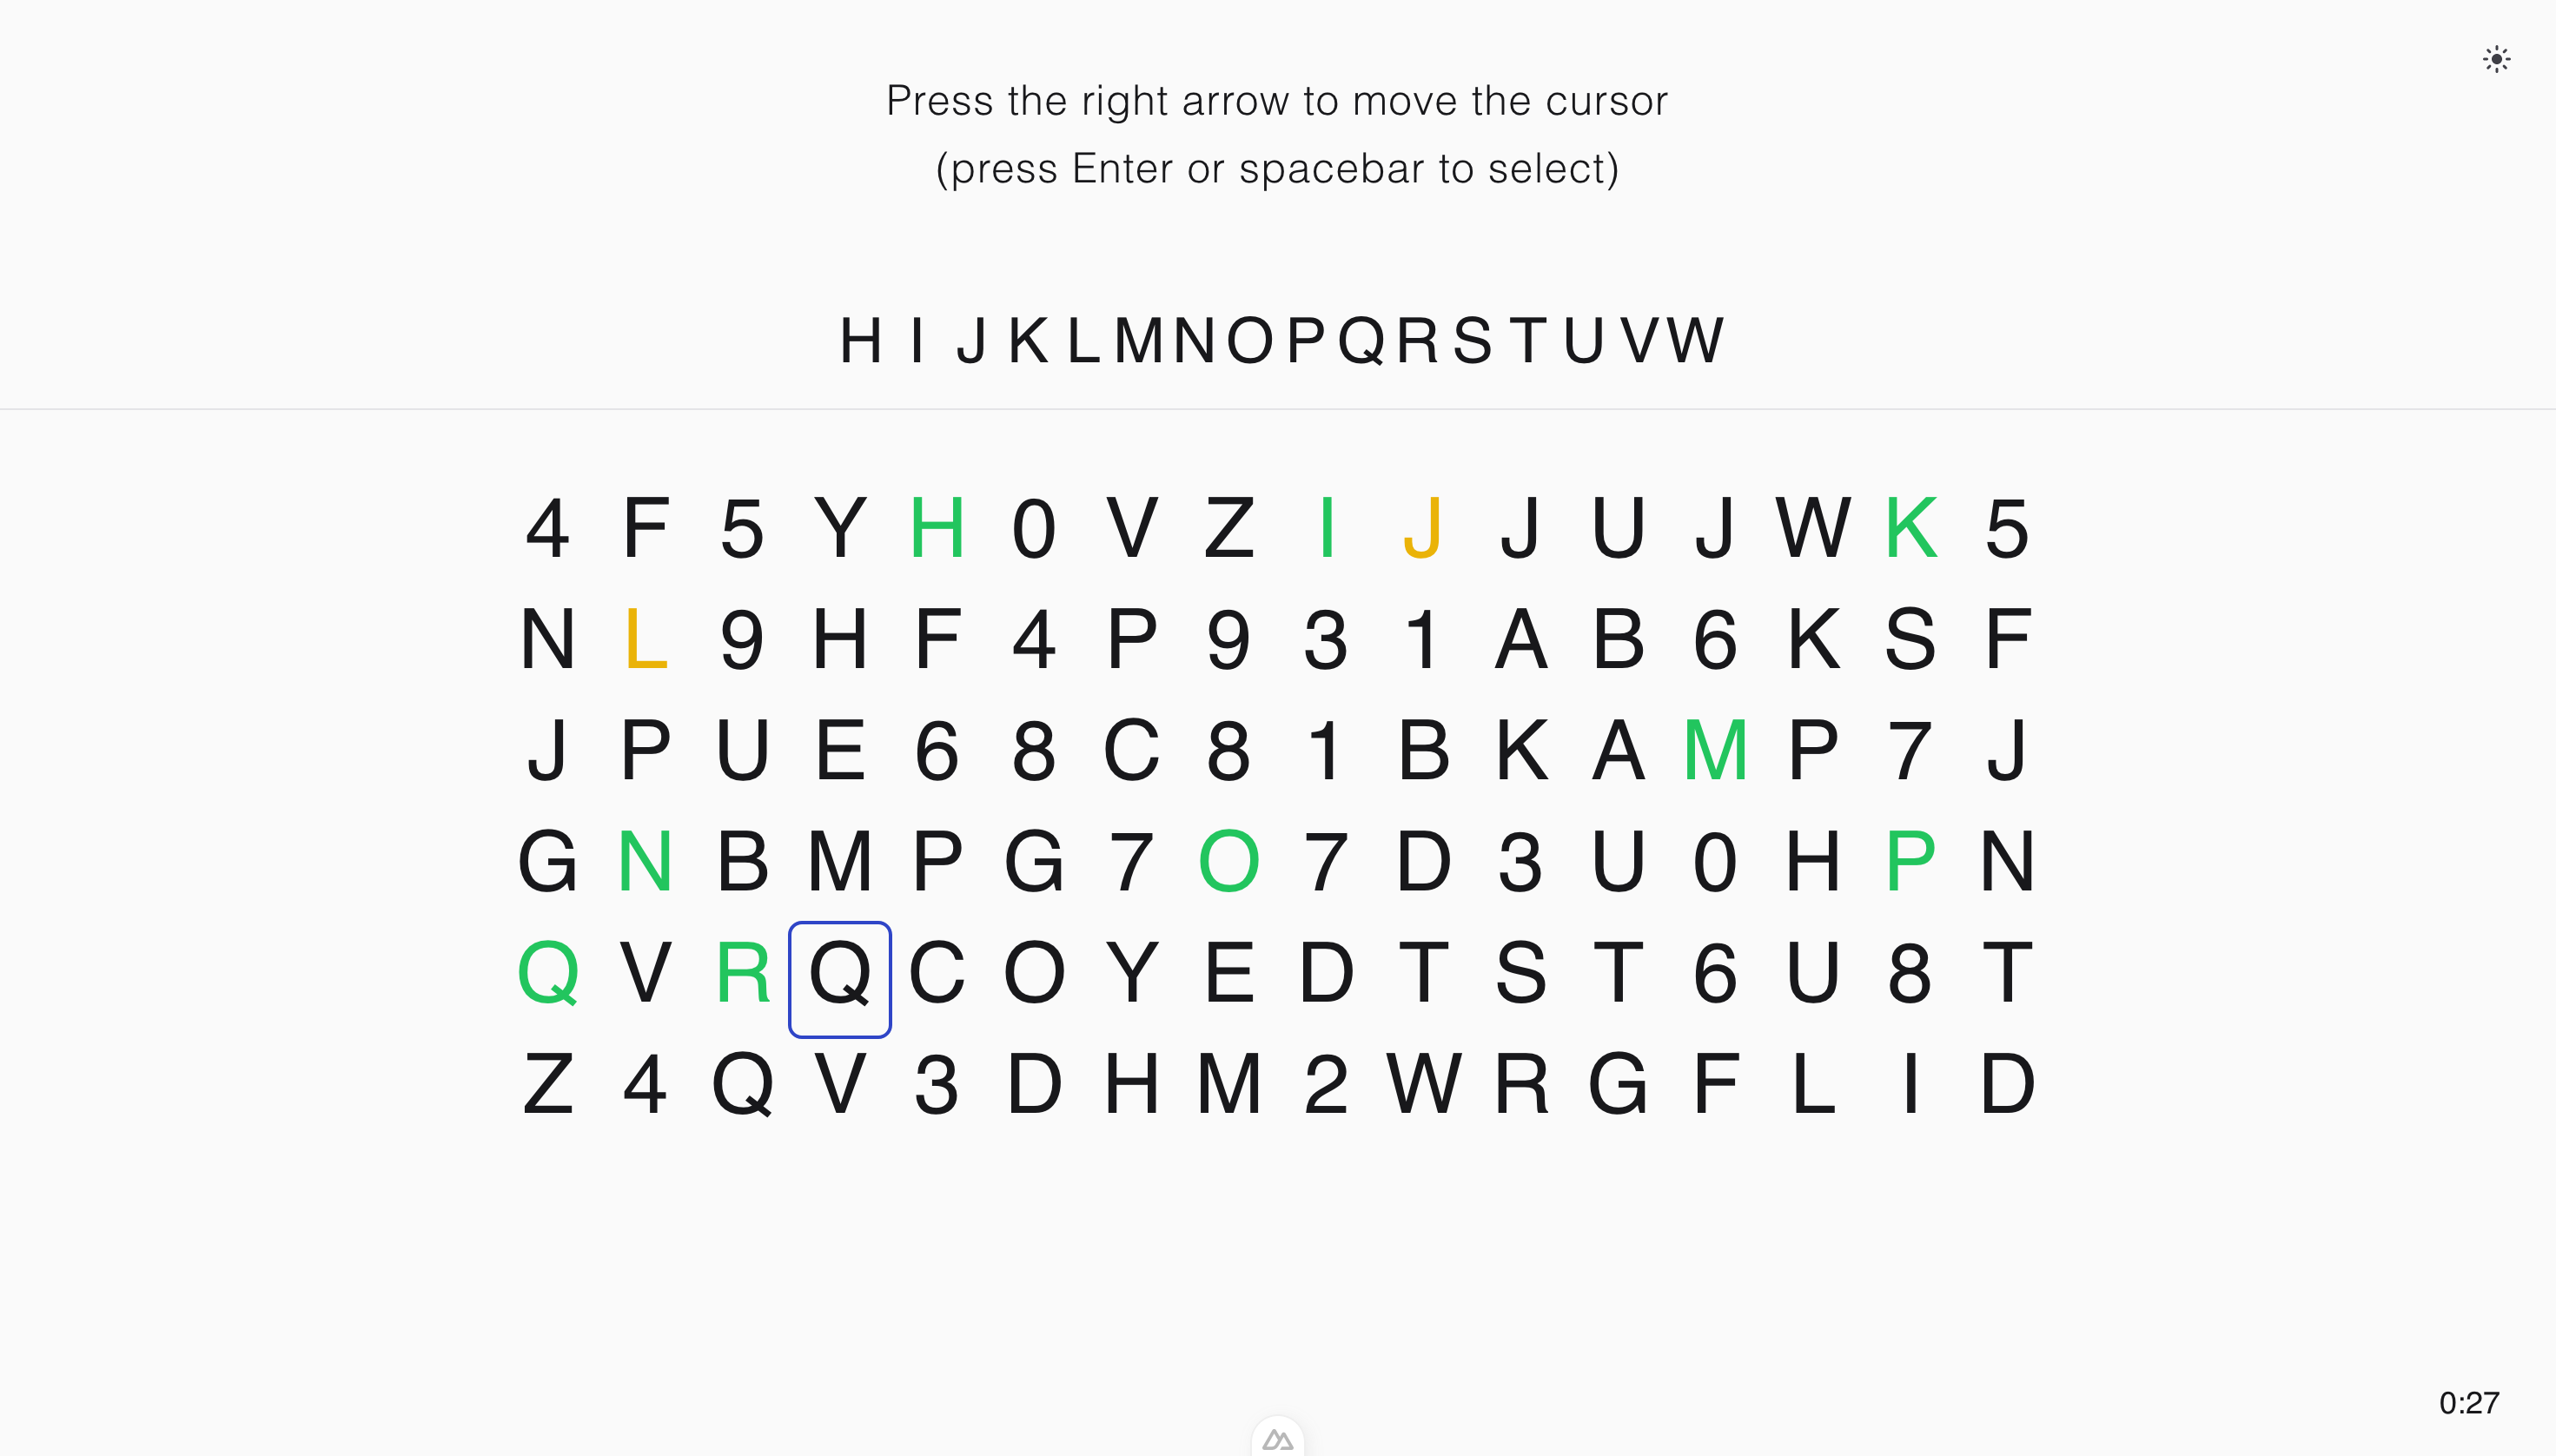 Press the right arrow to move the cursor
(press Enter or spacebar to select)
H I J K L M N O P Q R S T U V W
4 F 5 Y H 0 V Z I J J U J W K 5
N L 9 H F 4 P 9 3 1 A B 6 K S F
J P U E 6 8 C 8 1 B K A M P 7 J
G N B M P G 7 O 7 D 3 U 0 H P N
Q V R Q C O Y E D T S T 6 U 8 T
Z 4 Q V 3 D H M 2 W R G F L I D
0:27